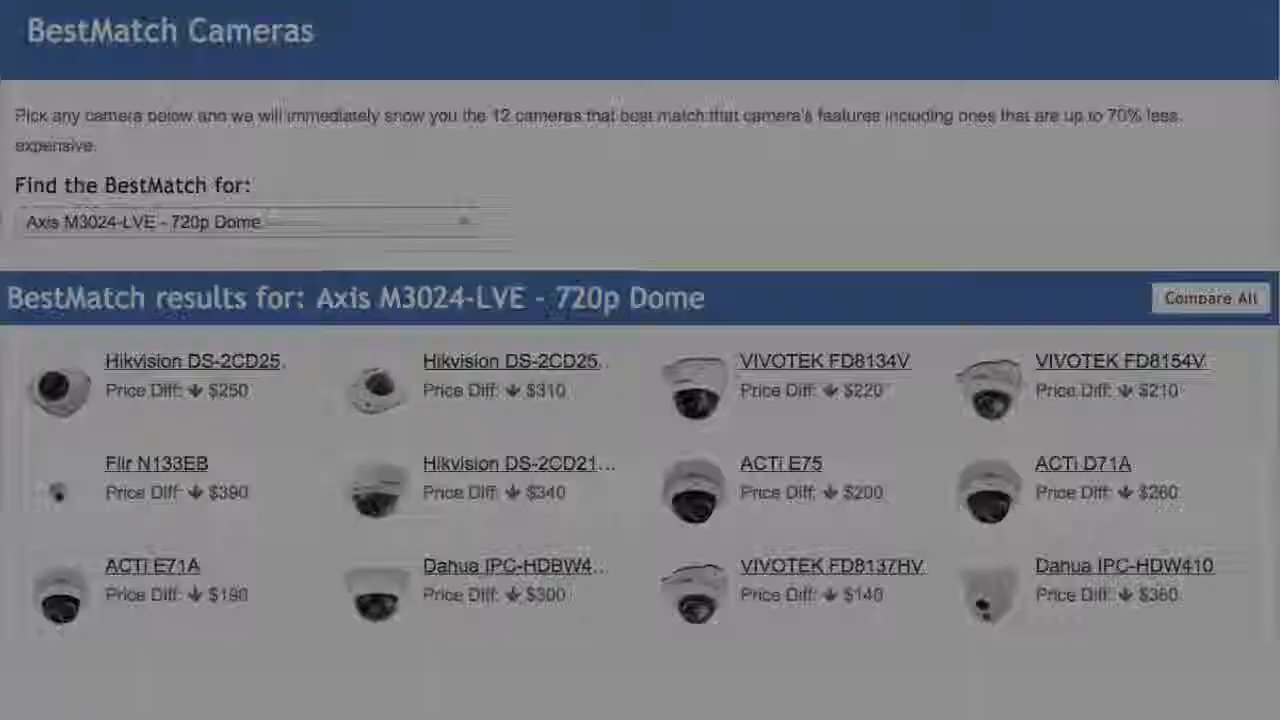 BestMatch Cameras
Pick any camera below and we will immediately show you the 12 cameras that best match that camera's features including ones that are up to 70% less
expensive.
Find the BestMatch for:
Axis M3024-LVE - 720p Dome
BestMatch results for: Axis M3024-LVE - 720p Dome
Compare All
Hikvision DS-2CD25.
Price Diff: $250
Hikvision DS-2CD25..
Price Diff: $310
VIVOTEK FD8134V
Price Diff: $220
VIVOTEK FD8154V
Price Diff: $210
Flir N133EB
Price Diff: $390
Hikvision DS-2CD21...
Price Diff: $340
ACTi E75
Price Diff: $200
ACTi D71A
Price Diff: $260
ACTi E71A
Price Diff: $190
Dahua IPC-HDBW4...
Price Diff: $300
VIVOTEK FD8137HV
Price Diff: $140
Dahua IPC-HDW410
Price Diff: $360